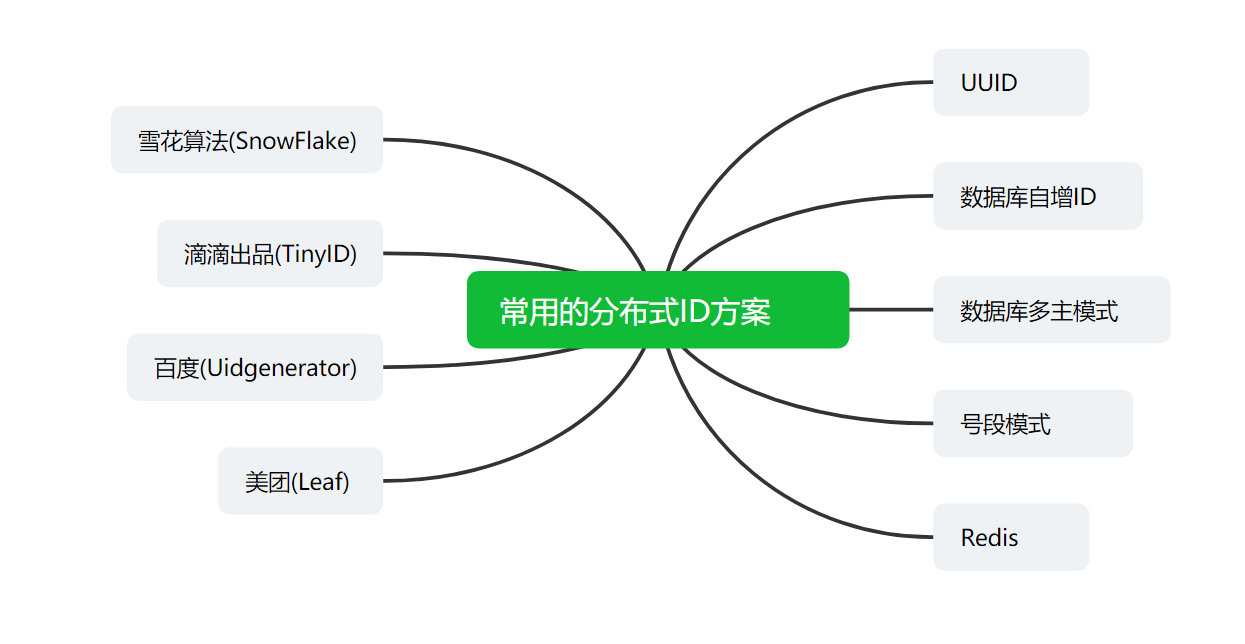 常用的分布式ID方案
UUID
数据库自增ID
数据库多主模式
号段模式
Redis
雪花算法(SnowFlake)
滴滴出品(TinyID)
百度(Uidgenerator)
美团(Leaf)